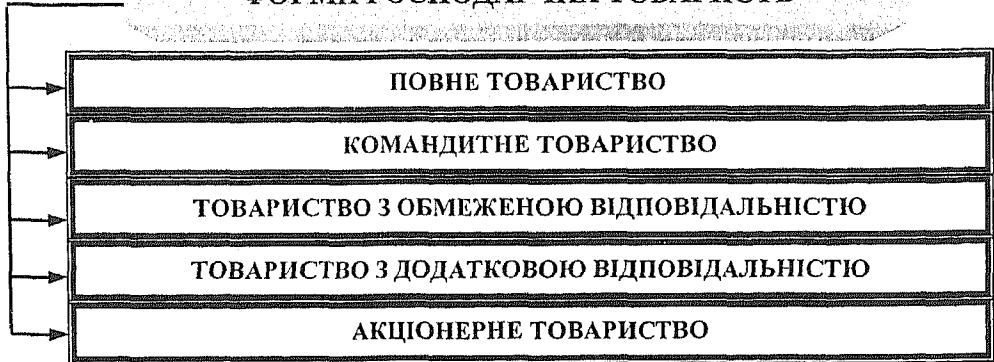 ПОВНЕ ТОВАРИСТВО
КОМАНДИТНЕ ТОВАРИСТВО
ТОВАРИСТВО З ОБМЕЖЕНОЮ ВІДПОВІДАЛЬНІСТЮ
ТОВАРИСТВО З ДОДАТКОВОЮ ВІДПОВІДАЛЬНІСТЮ
АКЦІОНЕРНЕ ТОВАРИСТВО